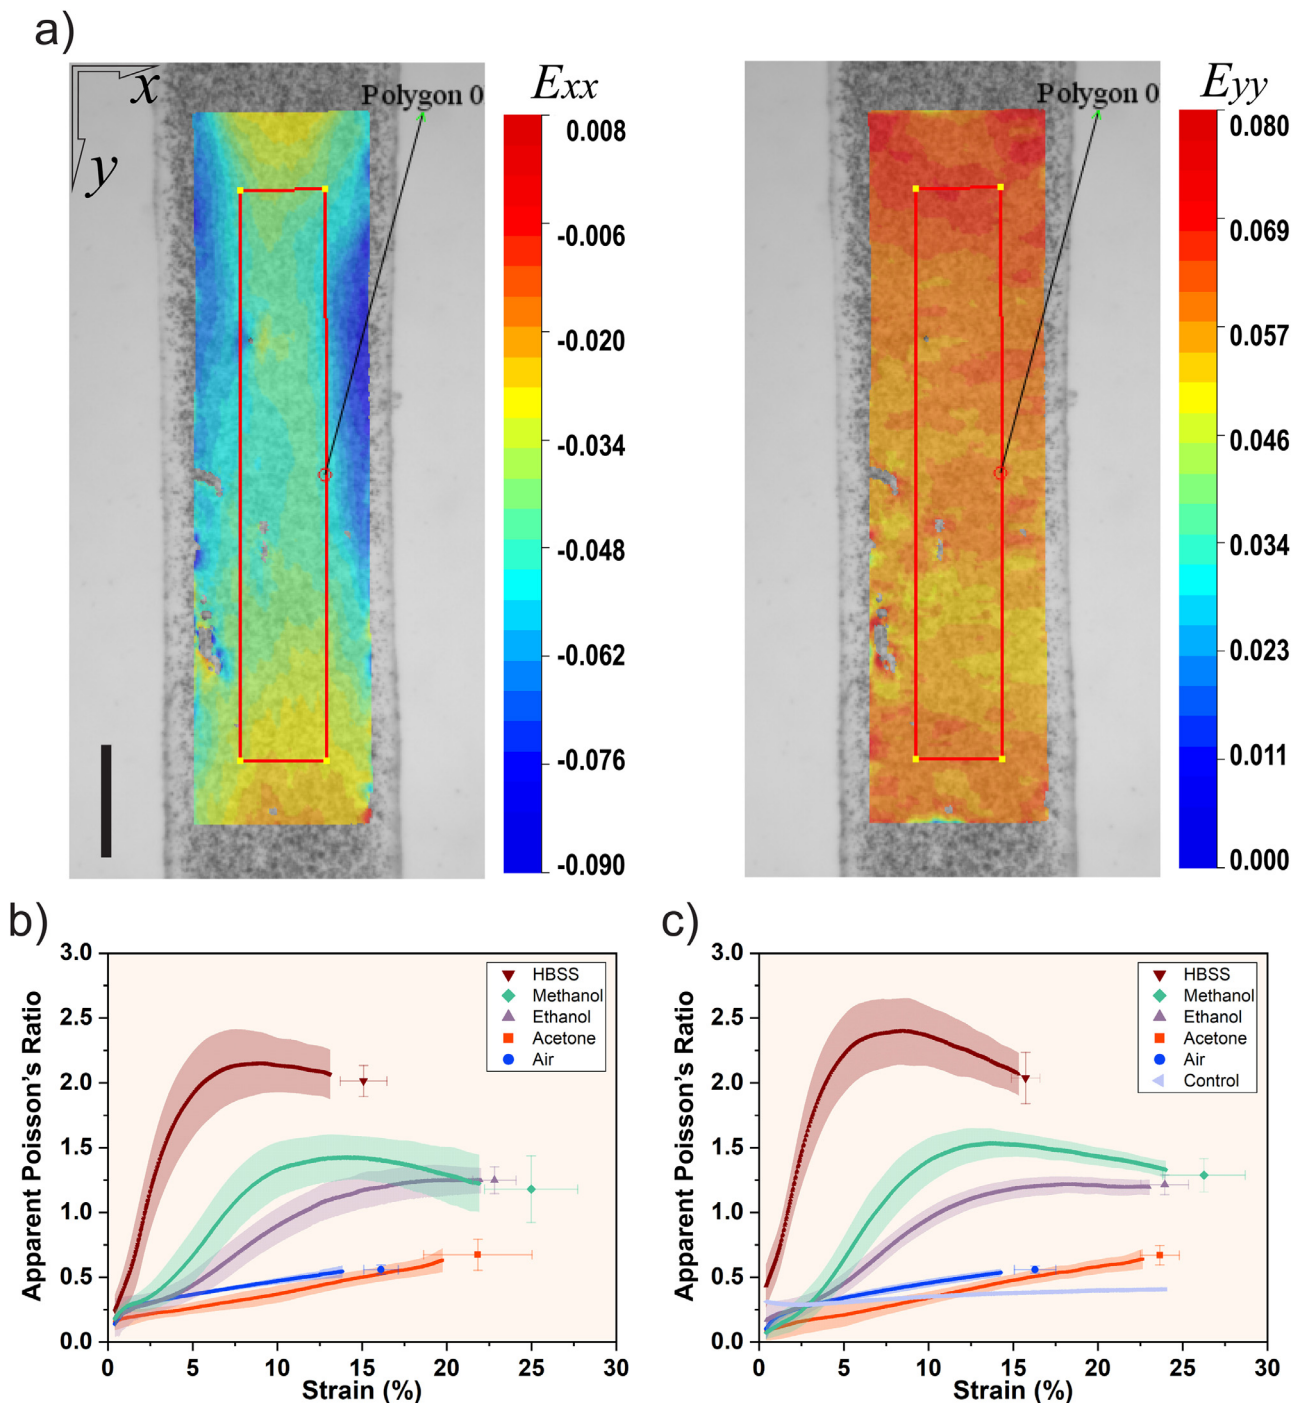 a)
x
y
Polygon 0
Exx
0.008
-0.006
-0.020
-0.034
-0.048
-0.062
-0.076
-0.090
Polygon 0
Eyy
0.080
0.069
0.057
0.046
0.034
0.023
0.011
0.000
b)
Apparent Poisson's Ratio
3.0
2.5
2.0
1.5
1.0
0.5
0.0
HBSS
Methanol
Ethanol
Acetone
Air
0 5 10 15 20 25 30
Strain (%)
c)
Apparent Poisson's Ratio
3.0
2.5
2.0
1.5
1.0
0.5
0.0
HBSS
Methanol
Ethanol
Acetone
Air
Control
0 5 10 15 20 25 30
Strain (%)